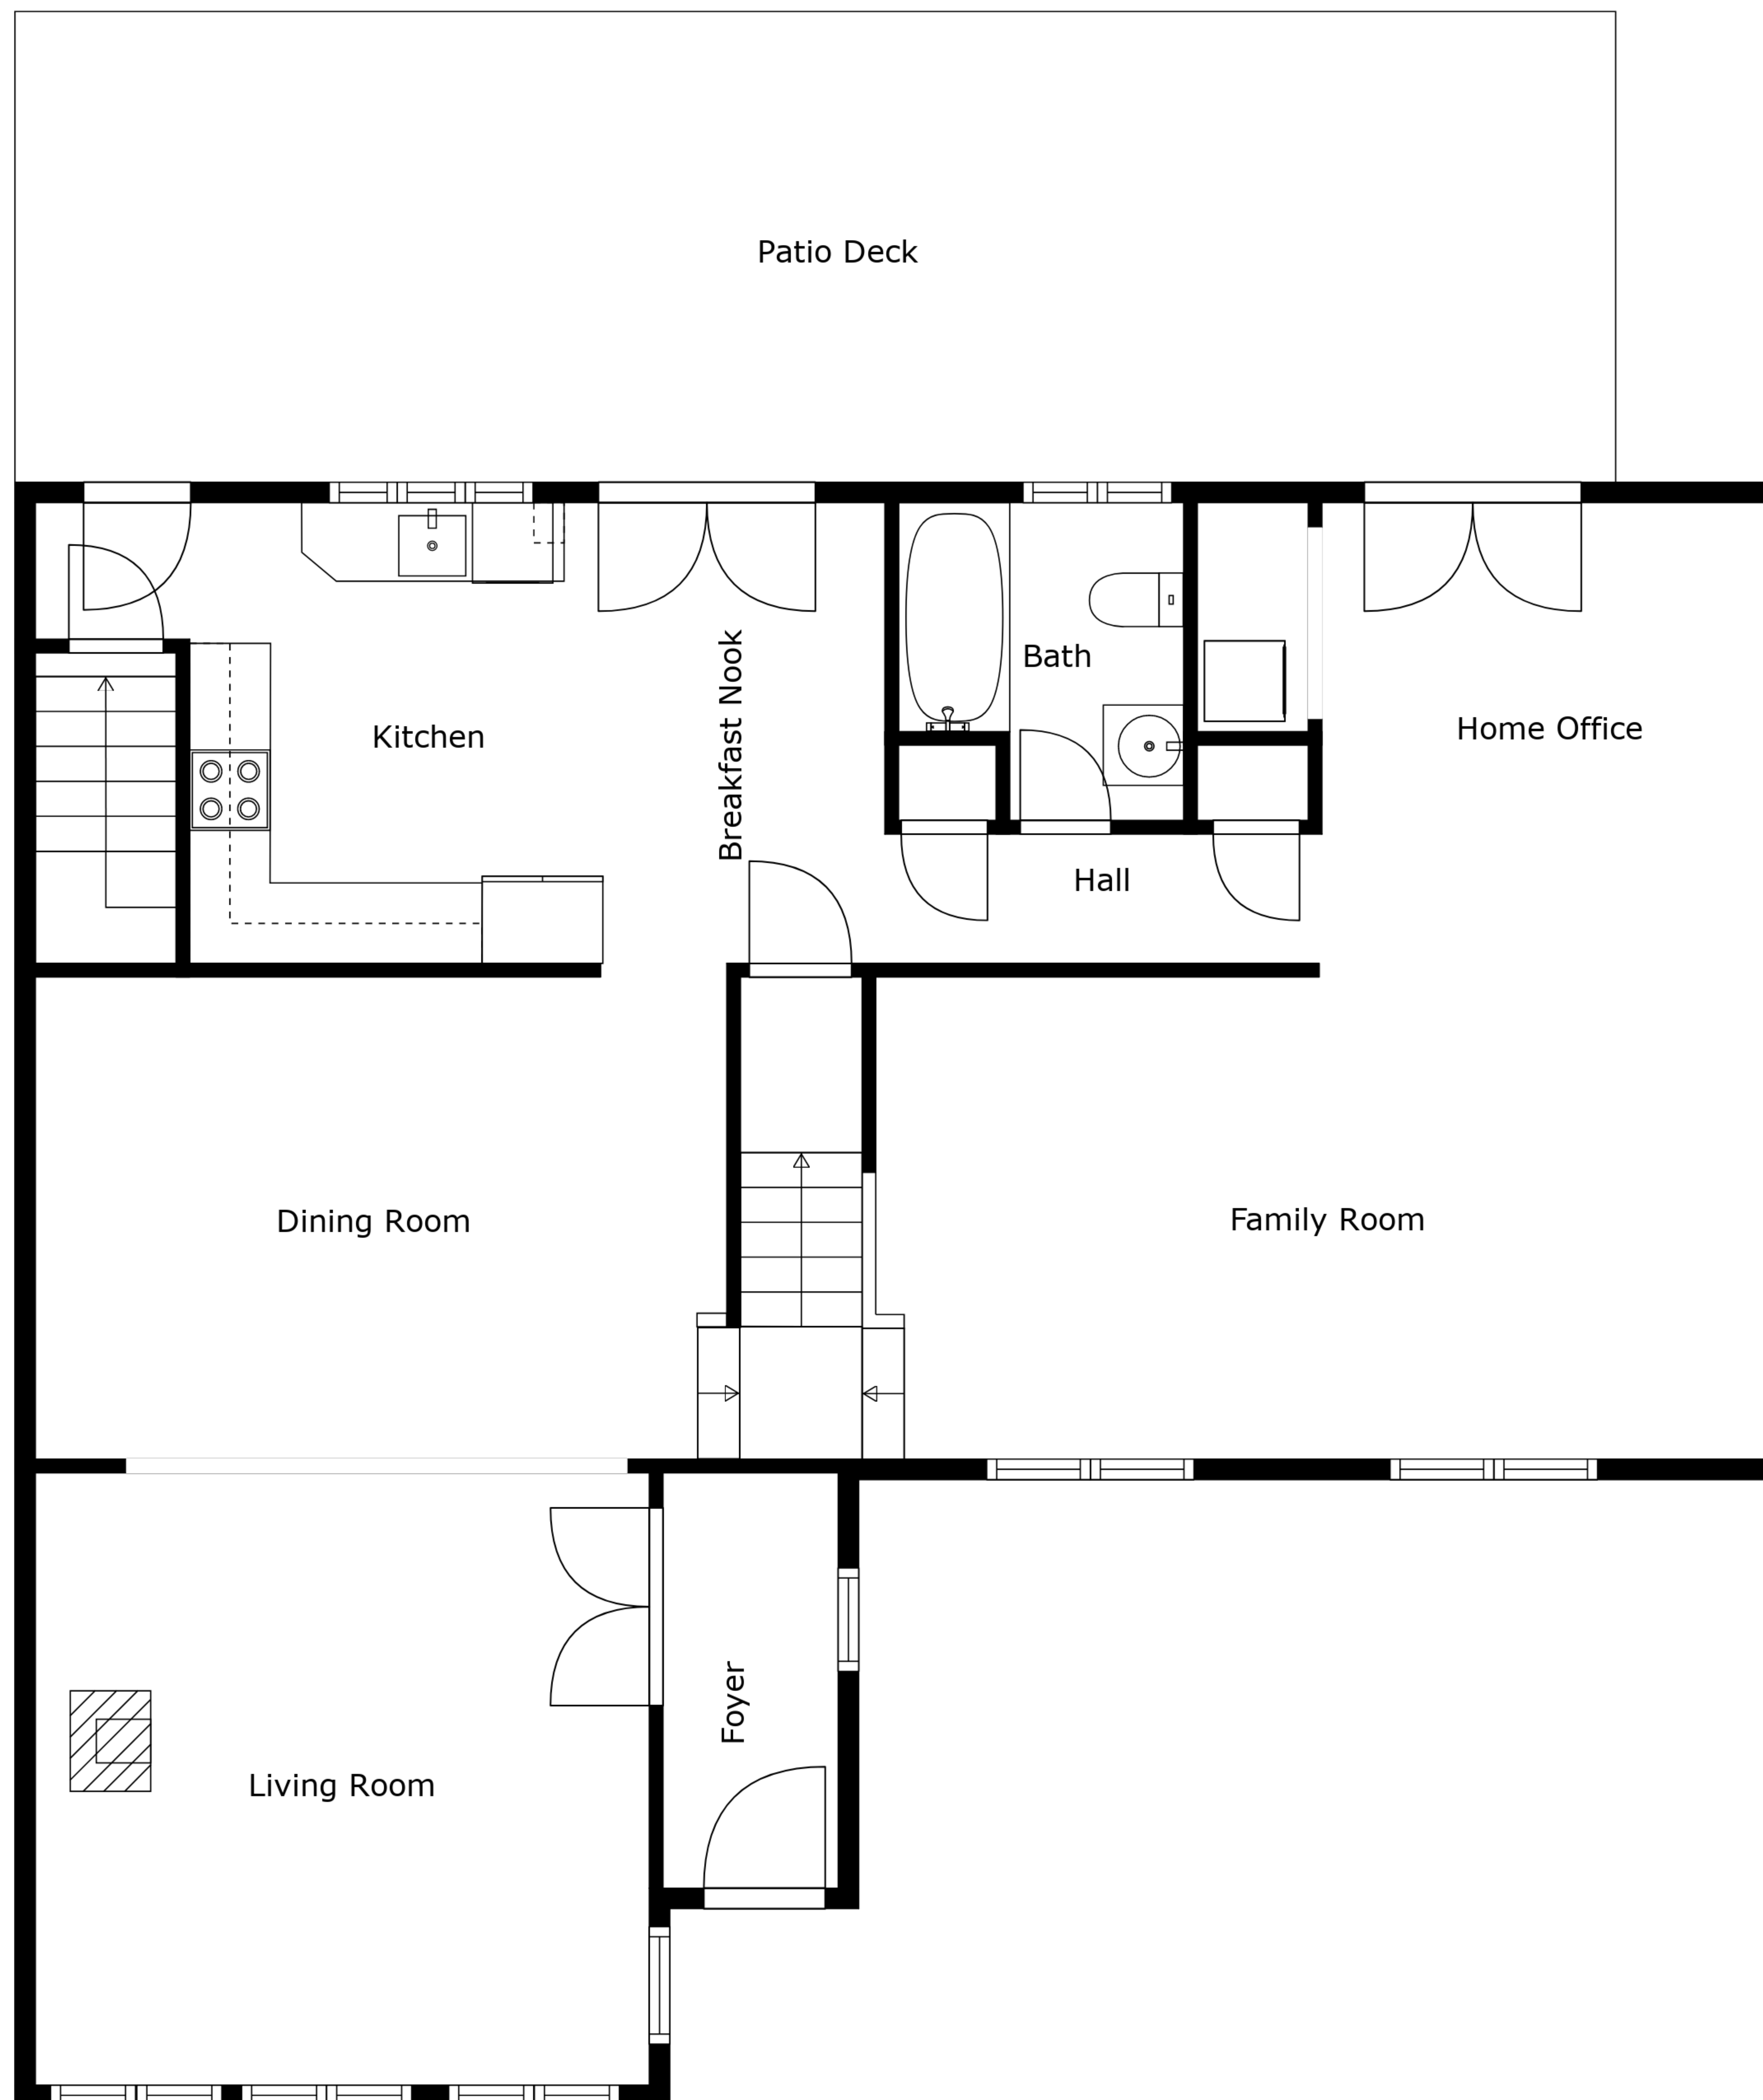 Patio Deck
Bath
Kitchen
Breakfast Nook
Home Office
Hall
Dining Room
Family Room
Foyer
Living Room